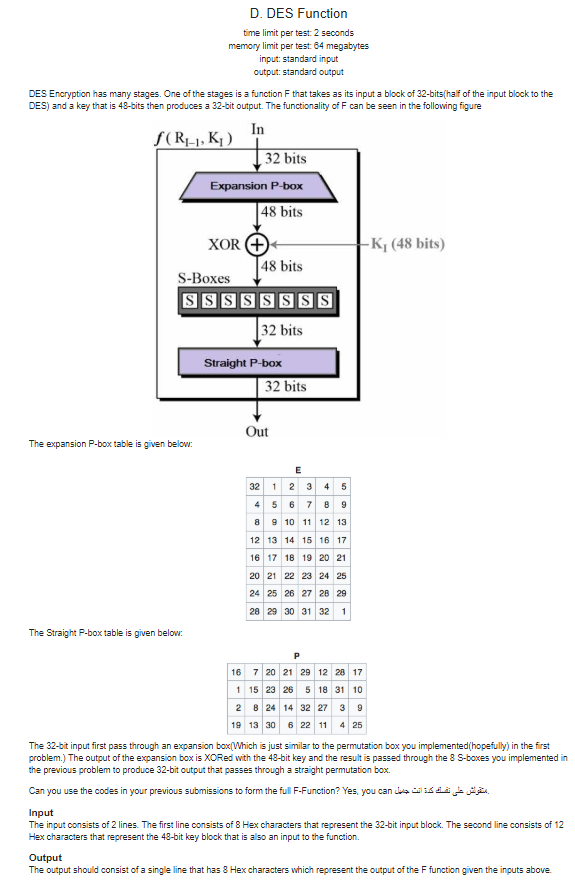 D. DES Function
time limit per test: 2 seconds
memory limit per test: 64 megabytes
input: standard input
output: standard output
DES Encryption has many stages. One of the stages is a function F that takes as its input a block of 32-bits(half of the input block to the
DES) and a key that is 48-bits then produces a 32-bit output. The functionality of F can be seen in the following figure
f ( R_{I-1}, K_I )
In
32 bits
Expansion P-box
48 bits
XOR
K_I (48 bits)
48 bits
S-Boxes
S S S S S S S S
32 bits
Straight P-box
32 bits
Out
The expansion P-box table is given below:
E
32 1 2 3 4 5
4 5 6 7 8 9
8 9 10 11 12 13
12 13 14 15 16 17
16 17 18 19 20 21
20 21 22 23 24 25
24 25 26 27 28 29
28 29 30 31 32 1
The Straight P-box table is given below:
P
16 7 20 21 29 12 28 17
1 15 23 26 5 18 31 10
2 8 24 14 32 27 3 9
19 13 30 6 22 11 4 25
The 32-bit input first pass through an expansion box(Which is just similar to the permutation box you implemented(hopefully) in the first
problem.) The output of the expansion box is XORed with the 48-bit key and the result is passed through the 8 S-boxes you implemented in
the previous problem to produce 32-bit output that passes through a straight permutation box.
Can you use the codes in your previous submissions to form the full F-Function? Yes, you can متقولش على نفسك كدة انت جميل.
Input
The input consists of 2 lines. The first line consists of 8 Hex characters that represent the 32-bit input block. The second line consists of 12
Hex characters that represent the 48-bit key block that is also an input to the function.
Output
The output should consist of a single line that has 8 Hex characters which represent the output of the F function given the inputs above.